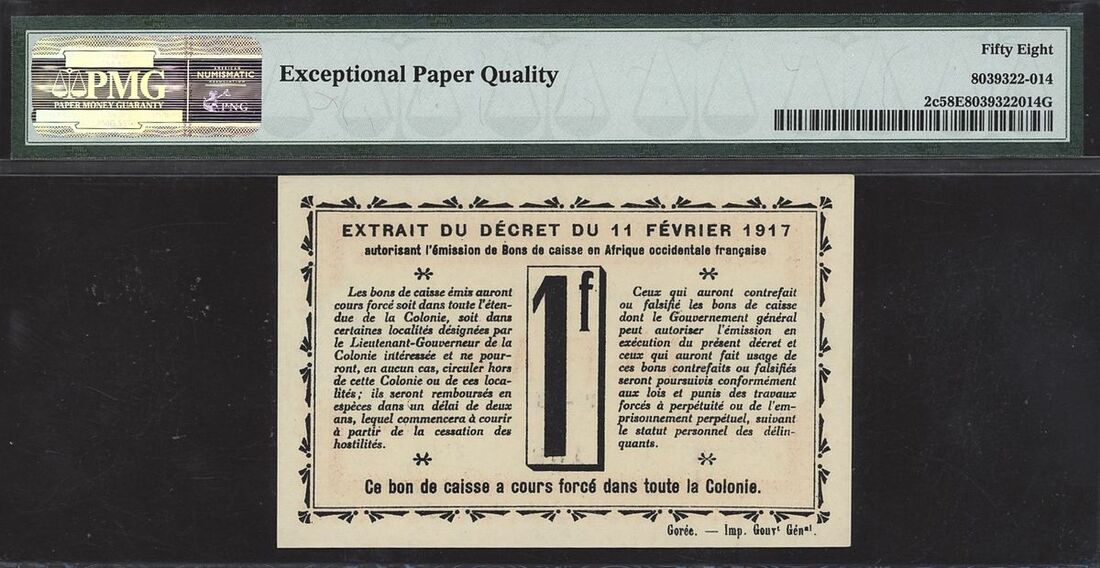 PMG
PAPER MONEY GUARANTY
AMERICAN
NUMISMATIC
ASSOCIATION
PNG
Exceptional Paper Quality
Fifty Eight
8039322-014
2c58E8039322014G
EXTRAIT DU DÉCRET DU 11 FÉVRIER 1917
autorisant l'émission de Bons de caisse en Afrique occidentale française
Les bons de caisse émis auront
cours forcé soit dans toute l'éten-
due de la Colonie, soit dans
certaines localités désignées par
le Lieutenant-Gouverneur de la
Colonie intéressée et ne pour-
ront, en aucun cas, circuler hors
de cette Colonie ou de ces loca-
lités; ils seront remboursés en
espèces dans un délai de deux
ans, lequel commencera à courir
à partir de la cessation des
hostilités.
1f
Ceux qui auront contrefait
ou falsifié les bons de caisse
dont le Gouvernement général
peut autoriser l'émission en
exécution du présent décret et
ceux qui auront fait usage de
ces bons contrefaits ou falsifiés
seront poursuivis conformément
aux lois et punis des travaux
forcés à perpétuité ou de l'em-
prisonnement perpétuel, suivant
le statut personnel des délin-
quants.
Ce bon de caisse a cours forcé dans toute la Colonie.
Gorée. — Imp. Gouvt Génal.